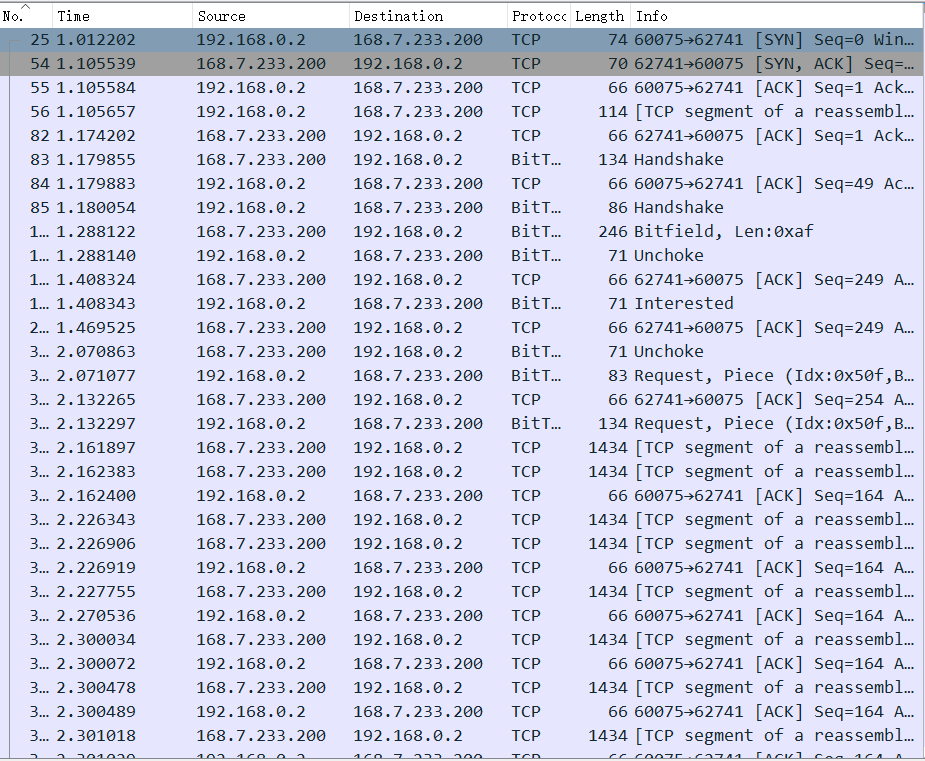 No. Time Source Destination Protocc Length Info
25 1.012202 192.168.0.2 168.7.233.200 TCP 74 60075→62741 [SYN] Seq=0 Win…
54 1.105539 168.7.233.200 192.168.0.2 TCP 70 62741→60075 [SYN, ACK] Seq=…
55 1.105584 192.168.0.2 168.7.233.200 TCP 66 60075→62741 [ACK] Seq=1 Ack…
56 1.105657 192.168.0.2 168.7.233.200 TCP 114 [TCP segment of a reassembl…
82 1.174202 168.7.233.200 192.168.0.2 TCP 66 62741→60075 [ACK] Seq=1 Ack…
83 1.179855 168.7.233.200 192.168.0.2 BitT… 134 Handshake
84 1.179883 192.168.0.2 168.7.233.200 TCP 66 60075→62741 [ACK] Seq=49 Ac…
85 1.180054 192.168.0.2 168.7.233.200 BitT… 86 Handshake
1… 1.288122 168.7.233.200 192.168.0.2 BitT… 246 Bitfield, Len:0xaf
1… 1.288140 192.168.0.2 168.7.233.200 BitT… 71 Unchoke
1… 1.408324 168.7.233.200 192.168.0.2 TCP 66 62741→60075 [ACK] Seq=249 A…
1… 1.408343 192.168.0.2 168.7.233.200 BitT… 71 Interested
2… 1.469525 168.7.233.200 192.168.0.2 TCP 66 62741→60075 [ACK] Seq=249 A…
3… 2.070863 168.7.233.200 192.168.0.2 BitT… 71 Unchoke
3… 2.071077 192.168.0.2 168.7.233.200 BitT… 83 Request, Piece (Idx:0x50f,B…
3… 2.132265 168.7.233.200 192.168.0.2 TCP 66 62741→60075 [ACK] Seq=254 A…
3… 2.132297 192.168.0.2 168.7.233.200 BitT… 134 Request, Piece (Idx:0x50f,B…
3… 2.161897 168.7.233.200 192.168.0.2 TCP 1434 [TCP segment of a reassembl…
3… 2.162383 168.7.233.200 192.168.0.2 TCP 1434 [TCP segment of a reassembl…
3… 2.162400 192.168.0.2 168.7.233.200 TCP 66 60075→62741 [ACK] Seq=164 A…
3… 2.226343 168.7.233.200 192.168.0.2 TCP 1434 [TCP segment of a reassembl…
3… 2.226906 168.7.233.200 192.168.0.2 TCP 1434 [TCP segment of a reassembl…
3… 2.226919 192.168.0.2 168.7.233.200 TCP 66 60075→62741 [ACK] Seq=164 A…
3… 2.227755 168.7.233.200 192.168.0.2 TCP 1434 [TCP segment of a reassembl…
3… 2.270536 192.168.0.2 168.7.233.200 TCP 66 60075→62741 [ACK] Seq=164 A…
3… 2.300034 168.7.233.200 192.168.0.2 TCP 1434 [TCP segment of a reassembl…
3… 2.300072 192.168.0.2 168.7.233.200 TCP 66 60075→62741 [ACK] Seq=164 A…
3… 2.300478 168.7.233.200 192.168.0.2 TCP 1434 [TCP segment of a reassembl…
3… 2.300489 192.168.0.2 168.7.233.200 TCP 66 60075→62741 [ACK] Seq=164 A…
3… 2.301018 168.7.233.200 192.168.0.2 TCP 1434 [TCP segment of a reassembl…